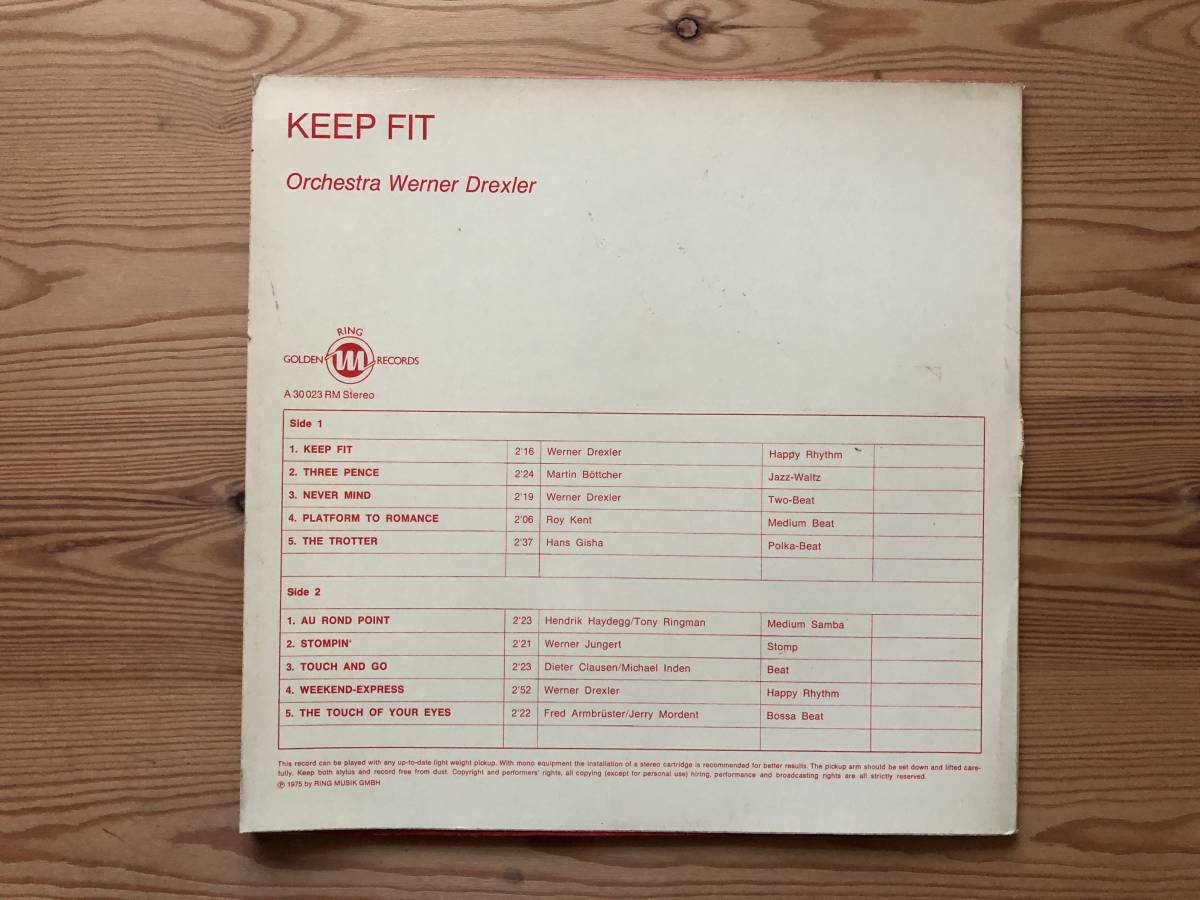 KEEP FIT
Orchestra Werner Drexler
RING
GOLDEN M RECORDS
A 30 023 RM Stereo
Side 1
1. KEEP FIT 2'16 Werner Drexler Happy Rhythm
2. THREE PENCE 2'24 Martin Böttcher Jazz-Waltz
3. NEVER MIND 2'19 Werner Drexler Two-Beat
4. PLATFORM TO ROMANCE 2'06 Roy Kent Medium Beat
5. THE TROTTER 2'37 Hans Gisha Polka-Beat
Side 2
1. AU ROND POINT 2'23 Hendrik Haydegg/Tony Ringman Medium Samba
2. STOMPIN' 2'21 Werner Jungert Stomp
3. TOUCH AND GO 2'23 Dieter Clausen/Michael Inden Beat
4. WEEKEND-EXPRESS 2'52 Werner Drexler Happy Rhythm
5. THE TOUCH OF YOUR EYES 2'22 Fred Armbrüster/Jerry Mordent Bossa Beat
This record can be played with any up-to-date light weight pickup. With mono equipment the installation of a stereo cartridge is recommended for better results. The pickup arm should be set down and lifted care-
fully. Keep both stylus and record free from dust. Copyright and performers' rights, all copying (except for personal use) hiring, performance and broadcasting rights are all strictly reserved.
℗ 1975 by RING MUSIK GMBH